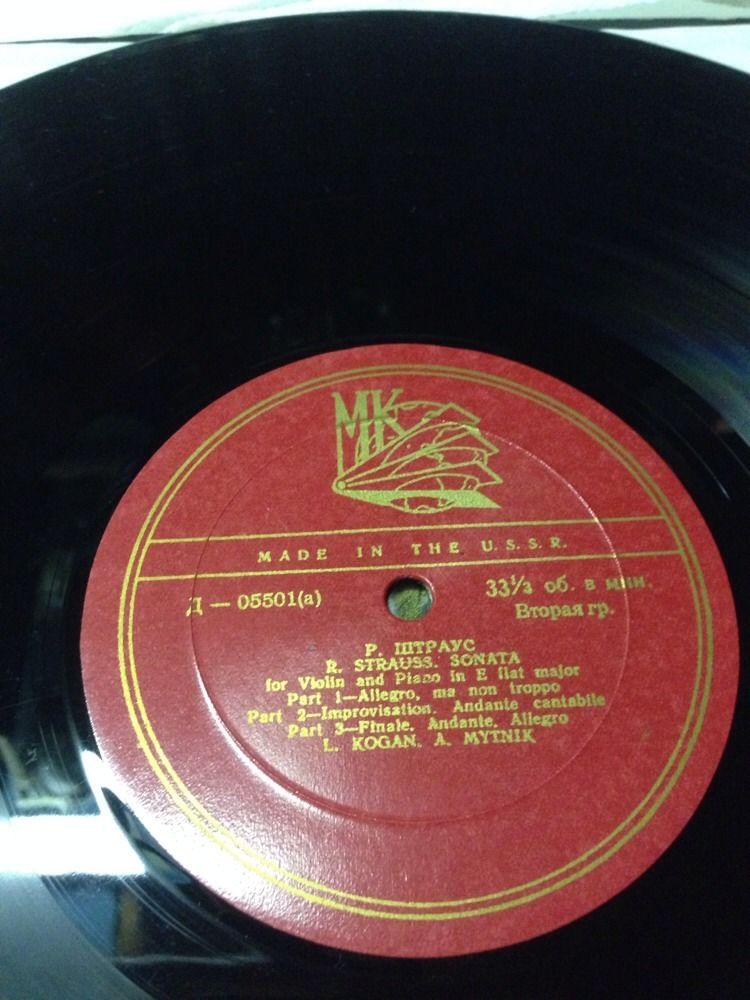 МК
MADE IN THE U.S.S.R.
Д — 05501(а)
33⅓ об. в мин.
Вторая гр.
Р. ШТРАУС
R. STRAUSS. SONATA
for Violin and Piano in E flat major
Part 1—Allegro, ma non troppo
Part 2—Improvisation. Andante cantabile
Part 3—Finale. Andante. Allegro
L. KOGAN. A. MYTNIK